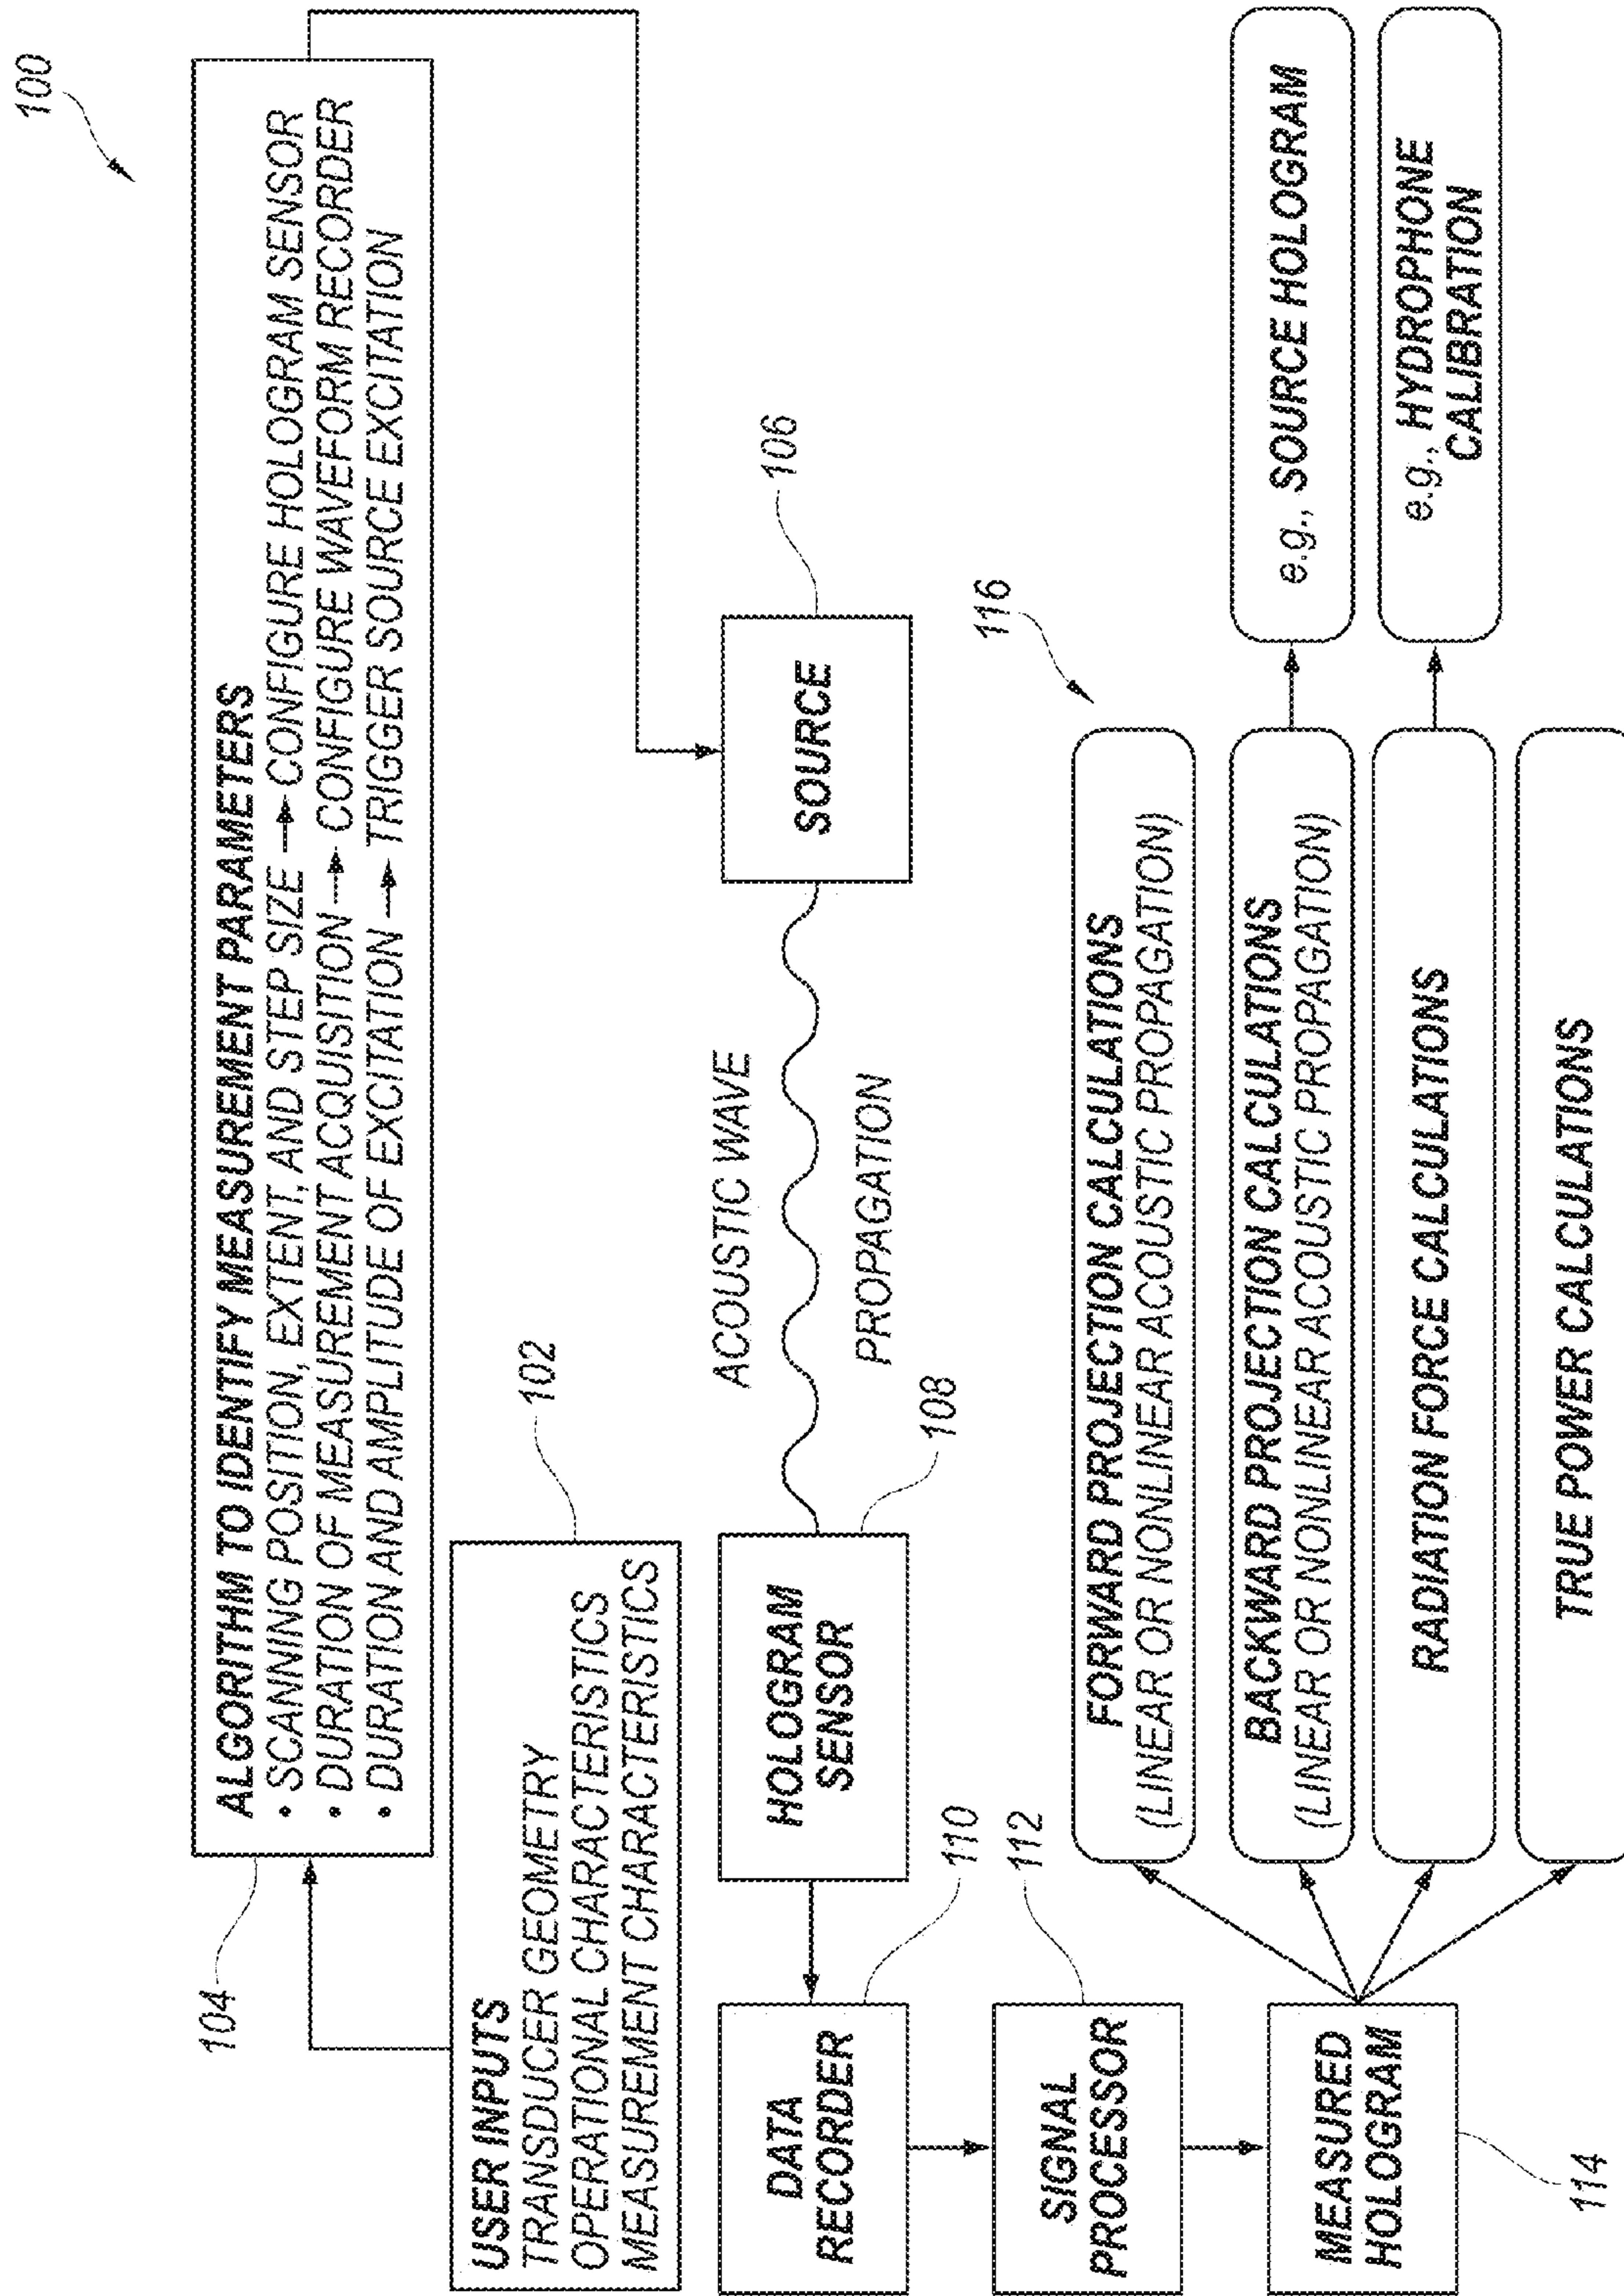 100
ALGORITHM TO IDENTIFY MEASUREMENT PARAMETERS
• SCANNING POSITION, EXTENT, AND STEP SIZE → CONFIGURE HOLOGRAM SENSOR
• DURATION OF MEASUREMENT ACQUISITION → CONFIGURE WAVEFORM RECORDER
• DURATION AND AMPLITUDE OF EXCITATION → TRIGGER SOURCE EXCITATION
104
USER INPUTS
TRANSDUCER GEOMETRY
OPERATIONAL CHARACTERISTICS
MEASUREMENT CHARACTERISTICS
102
SOURCE
106
ACOUSTIC WAVE
PROPAGATION
HOLOGRAM
SENSOR
108
DATA
RECORDER
110
SIGNAL
PROCESSOR
112
MEASURED
HOLOGRAM
114
116
FORWARD PROJECTION CALCULATIONS
(LINEAR OR NONLINEAR ACOUSTIC PROPAGATION)
BACKWARD PROJECTION CALCULATIONS
(LINEAR OR NONLINEAR ACOUSTIC PROPAGATION)
e.g., SOURCE HOLOGRAM
RADIATION FORCE CALCULATIONS
e.g., HYDROPHONE
CALIBRATION
TRUE POWER CALCULATIONS